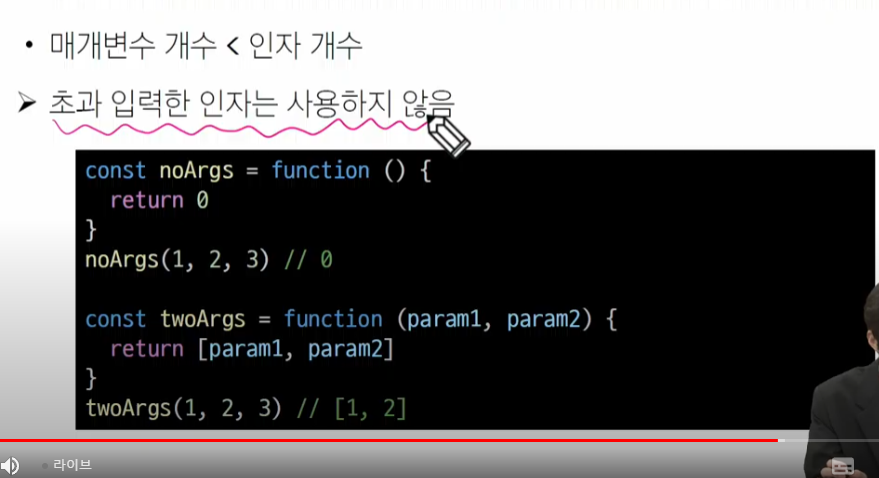 • 매개변수 개수 < 인자 개수
➢ 초과 입력한 인자는 사용하지 않음
const noArgs = function () {
  return 0
}
noArgs(1, 2, 3) // 0

const twoArgs = function (param1, param2) {
  return [param1, param2]
}
twoArgs(1, 2, 3) // [1, 2]
라이브